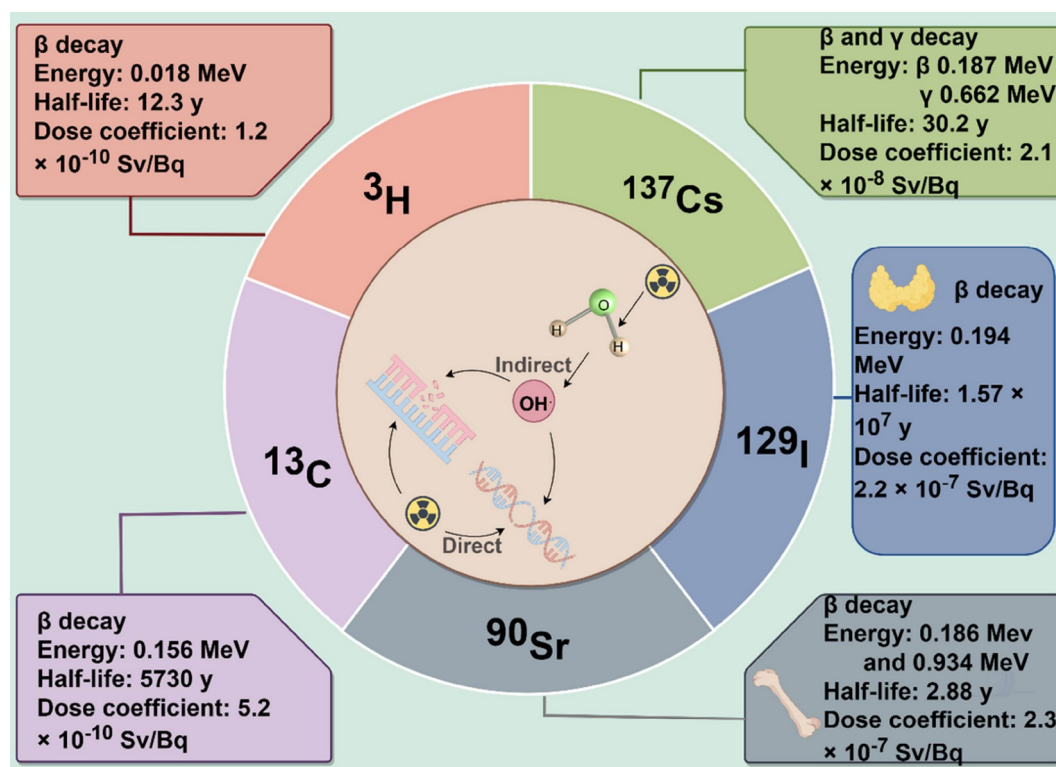 β decay
Energy: 0.018 MeV
Half-life: 12.3 y
Dose coefficient: 1.2
× 10⁻¹⁰ Sv/Bq
β and γ decay
Energy: β 0.187 MeV
γ 0.662 MeV
Half-life: 30.2 y
Dose coefficient: 2.1
× 10⁻⁸ Sv/Bq
³H
¹³⁷Cs
β decay
Energy: 0.194
MeV
Half-life: 1.57 ×
10⁷ y
Dose coefficient:
2.2 × 10⁻⁷ Sv/Bq
O
H
H
Indirect
OH·
¹²⁹I
¹³C
Direct
⁹⁰Sr
β decay
Energy: 0.156 MeV
Half-life: 5730 y
Dose coefficient: 5.2
× 10⁻¹⁰ Sv/Bq
β decay
Energy: 0.186 Mev
and 0.934 MeV
Half-life: 2.88 y
Dose coefficient: 2.3
× 10⁻⁷ Sv/Bq